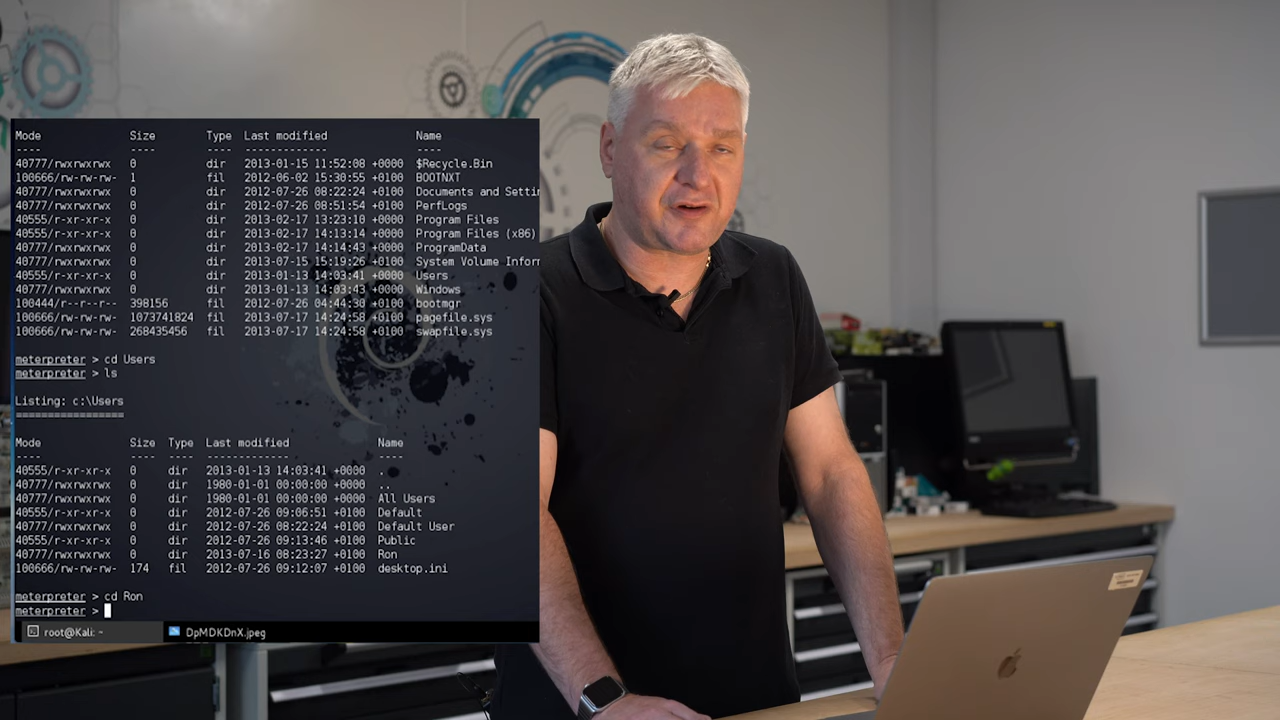 Mode Size Type Last modified Name
---- ---- ---- ------------- ----
40777/rwxrwxrwx 0 dir 2013-01-15 11:52:08 +0000 $Recycle.Bin
100666/rw-rw-rw- 1 fil 2012-06-02 15:30:55 +0100 BOOTNXT
40777/rwxrwxrwx 0 dir 2012-07-26 08:22:24 +0100 Documents and Settin
40777/rwxrwxrwx 0 dir 2012-07-26 08:51:54 +0100 PerfLogs
40555/r-xr-xr-x 0 dir 2013-02-17 13:23:10 +0000 Program Files
40555/r-xr-xr-x 0 dir 2013-02-17 14:13:14 +0000 Program Files (x86)
40777/rwxrwxrwx 0 dir 2013-02-17 14:14:43 +0000 ProgramData
40777/rwxrwxrwx 0 dir 2013-07-15 15:19:26 +0100 System Volume Inform
40555/r-xr-xr-x 0 dir 2013-01-13 14:03:41 +0000 Users
40777/rwxrwxrwx 0 dir 2013-01-13 14:03:43 +0000 Windows
100444/r--r--r-- 398156 fil 2012-07-26 04:44:30 +0100 bootmgr
100666/rw-rw-rw- 1073741824 fil 2013-07-17 14:24:58 +0100 pagefile.sys
100666/rw-rw-rw- 268435456 fil 2013-07-17 14:24:58 +0100 swapfile.sys
meterpreter > cd Users
meterpreter > ls
Listing: c:\Users
=================
Mode Size Type Last modified Name
---- ---- ---- ------------- ----
40555/r-xr-xr-x 0 dir 2013-01-13 14:03:41 +0000 .
40777/rwxrwxrwx 0 dir 1980-01-01 00:00:00 +0000 ..
40777/rwxrwxrwx 0 dir 1980-01-01 00:00:00 +0000 All Users
40555/r-xr-xr-x 0 dir 2012-07-26 09:06:51 +0100 Default
40777/rwxrwxrwx 0 dir 2012-07-26 08:22:24 +0100 Default User
40555/r-xr-xr-x 0 dir 2012-07-26 09:13:46 +0100 Public
40777/rwxrwxrwx 0 dir 2013-07-16 08:23:27 +0100 Ron
100666/rw-rw-rw- 174 fil 2012-07-26 09:12:07 +0100 desktop.ini
meterpreter > cd Ron
meterpreter >
root@Kali: ~ DpMDKDnX.jpeg